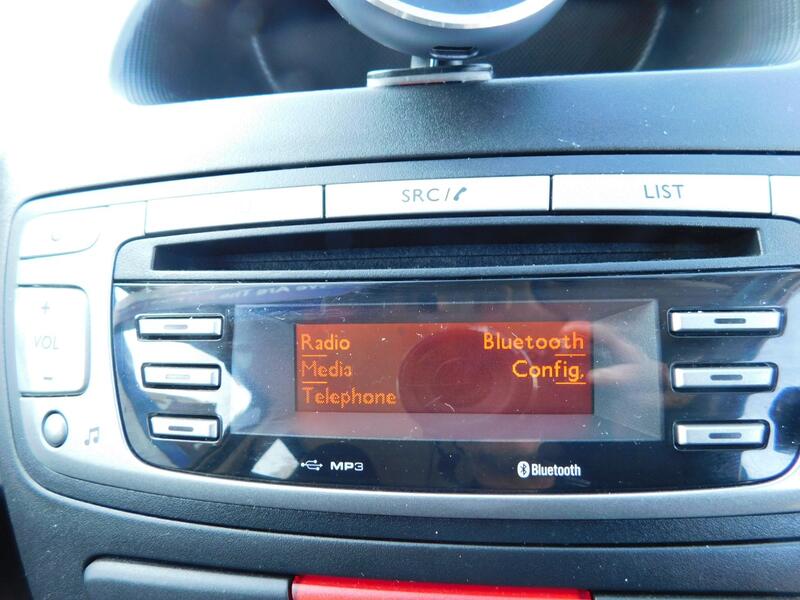 SRC/
LIST
+
VOL
-
Radio
Bluetooth
Media
Config.
Telephone
MP3
Bluetooth